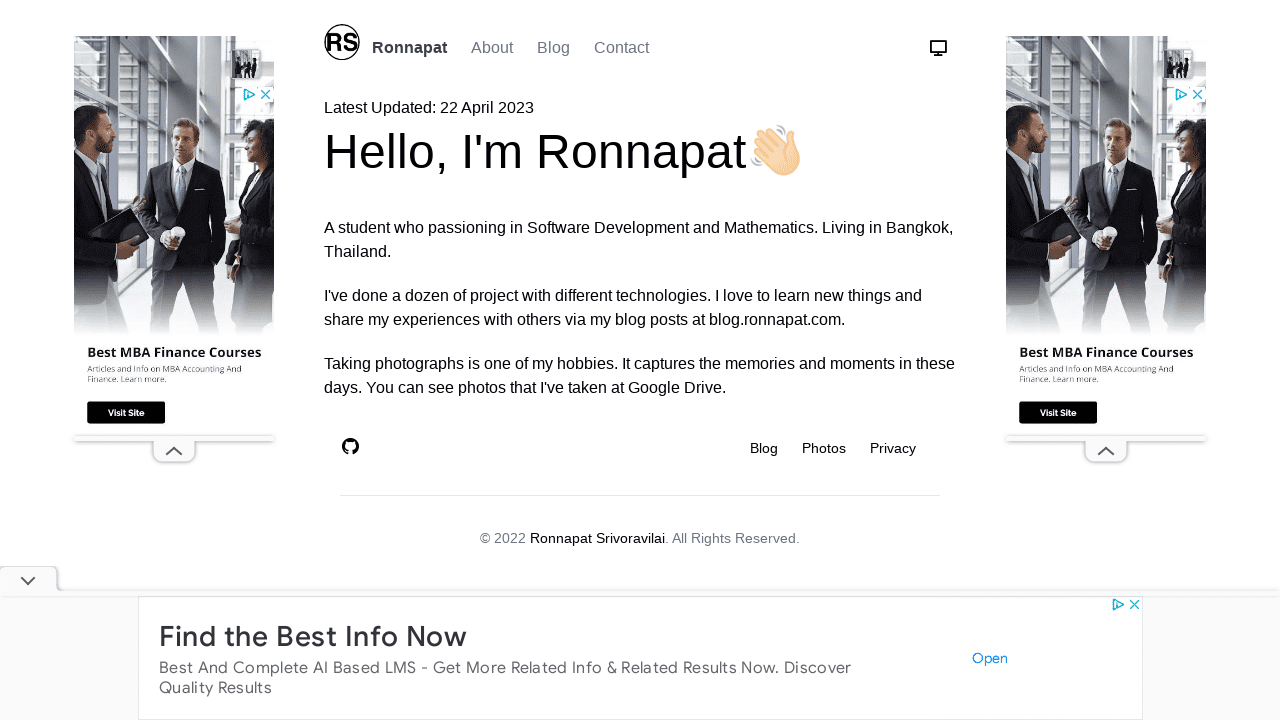 RS Ronnapat About Blog Contact
Latest Updated: 22 April 2023
Hello, I'm Ronnapat
A student who passioning in Software Development and Mathematics. Living in Bangkok,
Thailand.
I've done a dozen of project with different technologies. I love to learn new things and
share my experiences with others via my blog posts at blog.ronnapat.com.
Taking photographs is one of my hobbies. It captures the memories and moments in these
days. You can see photos that I've taken at Google Drive.
Blog Photos Privacy
© 2022 Ronnapat Srivoravilai. All Rights Reserved.
Best MBA Finance Courses
Articles and Info on MBA Accounting And
Finance. Learn more.
Visit Site
Best MBA Finance Courses
Articles and Info on MBA Accounting And
Finance. Learn more.
Visit Site
Find the Best Info Now
Best And Complete AI Based LMS - Get More Related Info & Related Results Now. Discover
Quality Results
Open